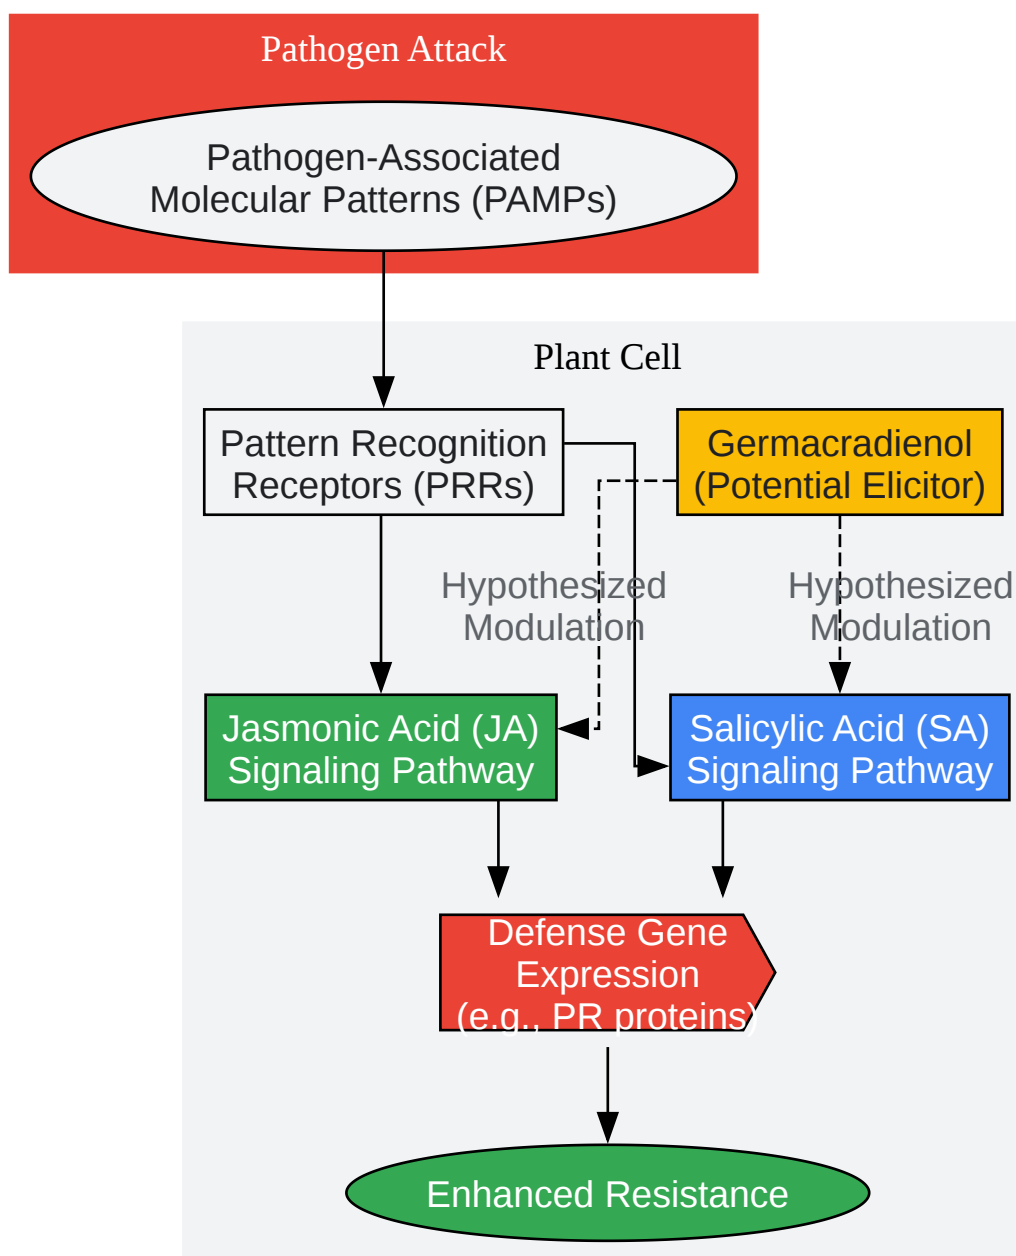 Pathogen Attack
Pathogen-Associated
Molecular Patterns (PAMPs)
Plant Cell
Pattern Recognition
Receptors (PRRs)
Germacradienol
(Potential Elicitor)
Hypothesized
Modulation
Hypothesized
Modulation
Jasmonic Acid (JA)
Signaling Pathway
Salicylic Acid (SA)
Signaling Pathway
Defense Gene
Expression
(e.g., PR proteins)
Enhanced Resistance